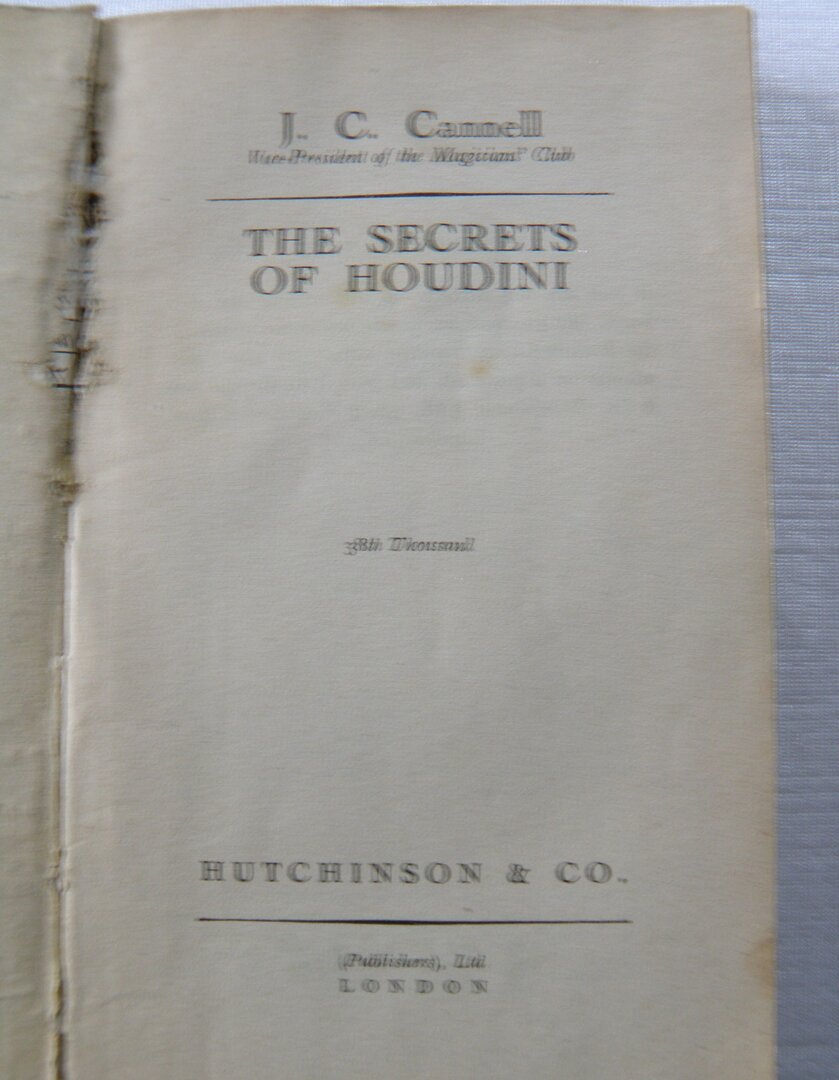 J. C. Cannell
Vice-President of the Magicians' Club
THE SECRETS
OF HOUDINI
38th Thousand
HUTCHINSON & CO.
(Publishers), Ltd.
LONDON